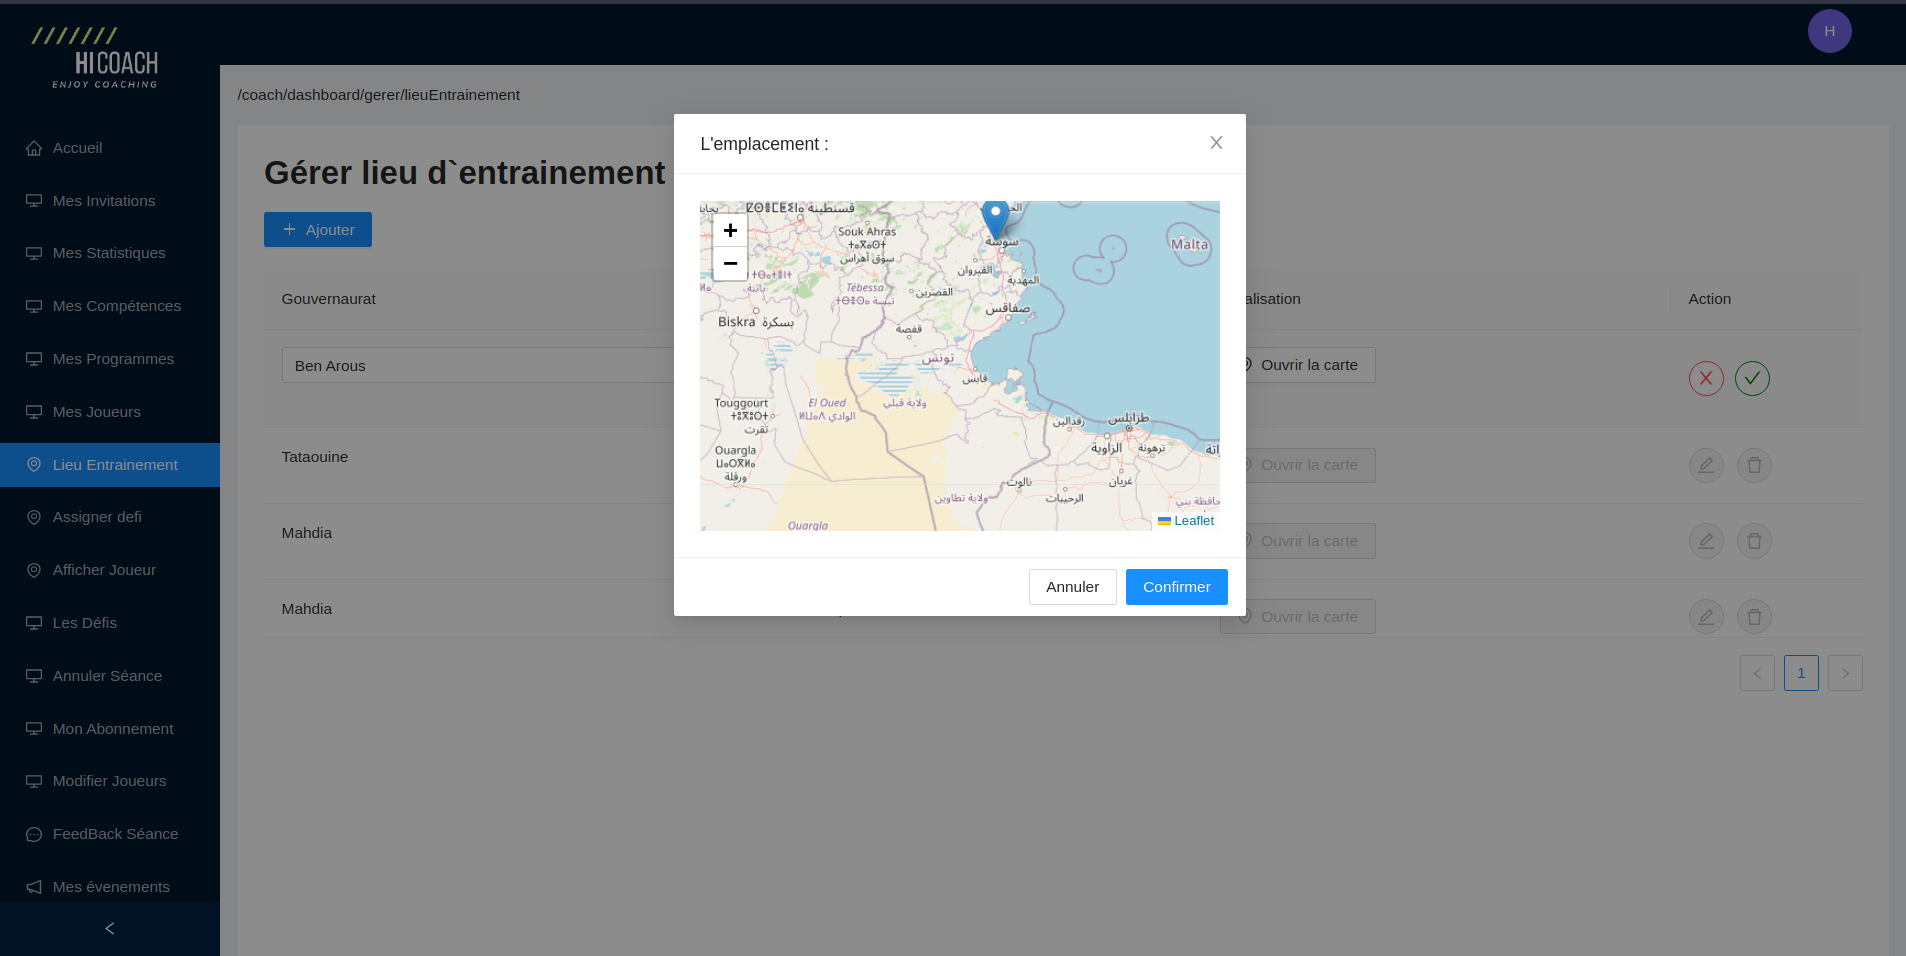 HICOACH
ENJOY COACHING
H
/coach/dashboard/gerer/lieuEntrainement
Accueil
Mes Invitations
Mes Statistiques
Mes Compétences
Mes Programmes
Mes Joueurs
Lieu Entrainement
Assigner defi
Afficher Joueur
Les Défis
Annuler Séance
Mon Abonnement
Modifier Joueurs
FeedBack Séance
Mes évenements
Gérer lieu d`entrainement
Ajouter
Gouvernaurat
alisation
Action
Ben Arous
Ouvrir la carte
Tataouine
Ouvrir la carte
Mahdia
Ouvrir la carte
Mahdia
Ouvrir la carte
1
L'emplacement :
+
−
قسنطينة
Souk Ahras
سوق أهراس
سوسة
Malta
القيروان
المهدية
باتنة
Tébessa
تبسة
القصرين
صفاقس
Biskra بسكرة
قفصة
تونس
قابس
Touggourt
تقرت
El Oued
الوادي
ولاية قبلي
طرابلس
زفدالين
الزاوية
ترهونة
Ouargla
ورقلة
نالوت
غريان
ولاية تطاوين
الرحيبات
Ouargla
Leaflet
Annuler
Confirmer